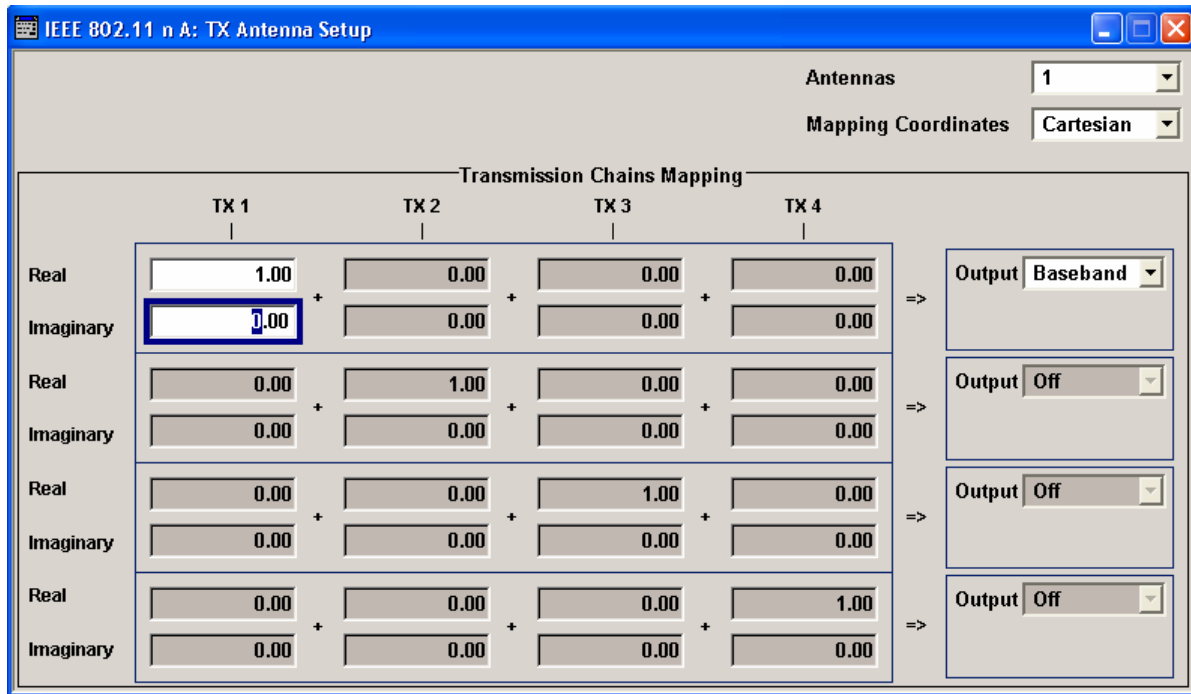 IEEE 802.11 n A: TX Antenna Setup
Antennas 1
Mapping Coordinates Cartesian
Transmission Chains Mapping
TX 1 TX 2 TX 3 TX 4
Real 1.00 0.00 0.00 0.00 Output Baseband
+ + + =>
Imaginary 0.00 0.00 0.00 0.00
Real 0.00 1.00 0.00 0.00 Output Off
+ + + =>
Imaginary 0.00 0.00 0.00 0.00
Real 0.00 0.00 1.00 0.00 Output Off
+ + + =>
Imaginary 0.00 0.00 0.00 0.00
Real 0.00 0.00 0.00 1.00 Output Off
+ + + =>
Imaginary 0.00 0.00 0.00 0.00